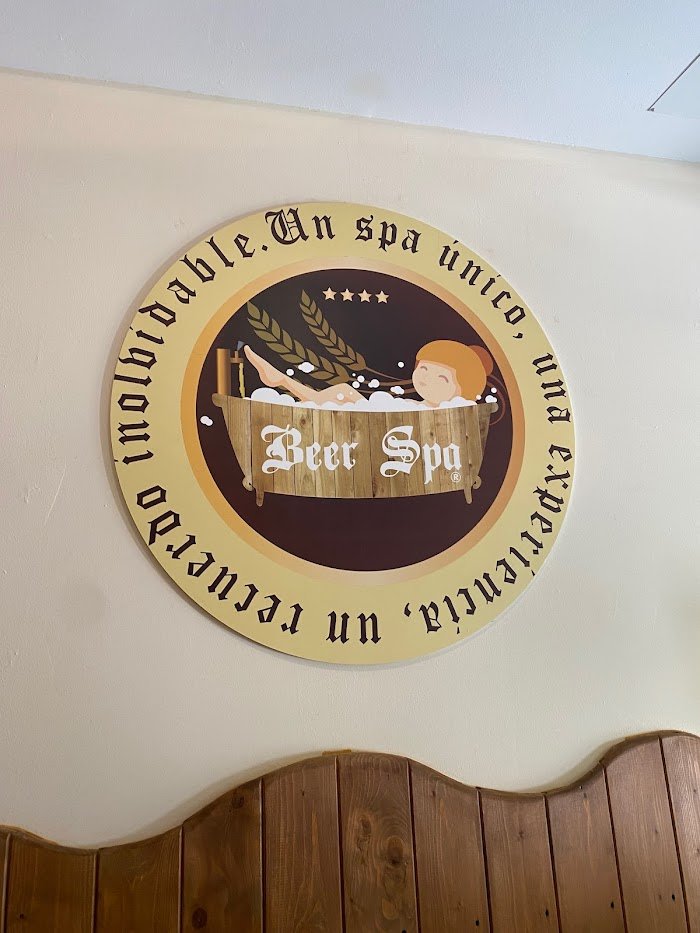 Un spa único, una experiencia, un recuerdo inolvidable.
Beer Spa ®